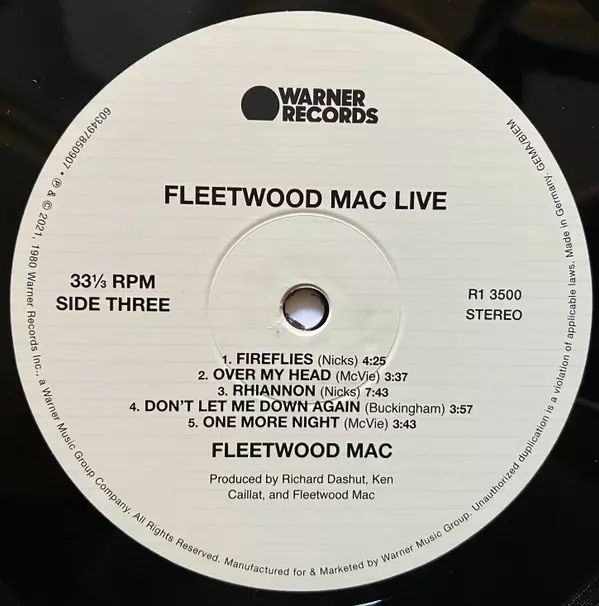 WARNER
RECORDS
FLEETWOOD MAC LIVE
33⅓ RPM
SIDE THREE
R1 3500
STEREO
1. FIREFLIES (Nicks) 4:25
2. OVER MY HEAD (McVie) 3:37
3. RHIANNON (Nicks) 7:43
4. DON'T LET ME DOWN AGAIN (Buckingham) 3:57
5. ONE MORE NIGHT (McVie) 3:43
FLEETWOOD MAC
Produced by Richard Dashut, Ken
Caillat, and Fleetwood Mac
603497850907 • ℗ & © 2021, 1980 Warner Records Inc., a Warner Music Group Company. All Rights Reserved. Manufactured for & Marketed by Warner Music Group. Unauthorized duplication is a violation of applicable laws. Made in Germany. GEMA/BIEM